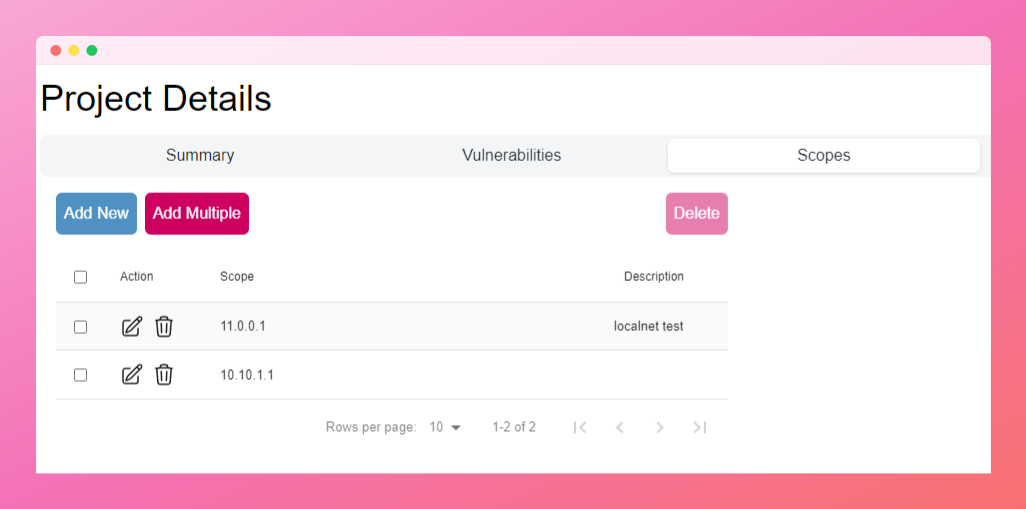 Project Details
Summary Vulnerabilities Scopes
Add New Add Multiple Delete
Action Scope Description
11.0.0.1 localnet test
10.10.1.1
Rows per page: 10 1-2 of 2